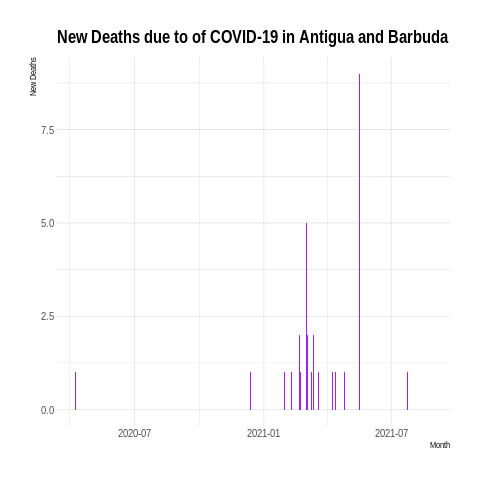 New Deaths due to of COVID-19 in Antigua and Barbuda
New Deaths
7.5
5.0
2.5
0.0
2020-07 2021-01 2021-07
Month